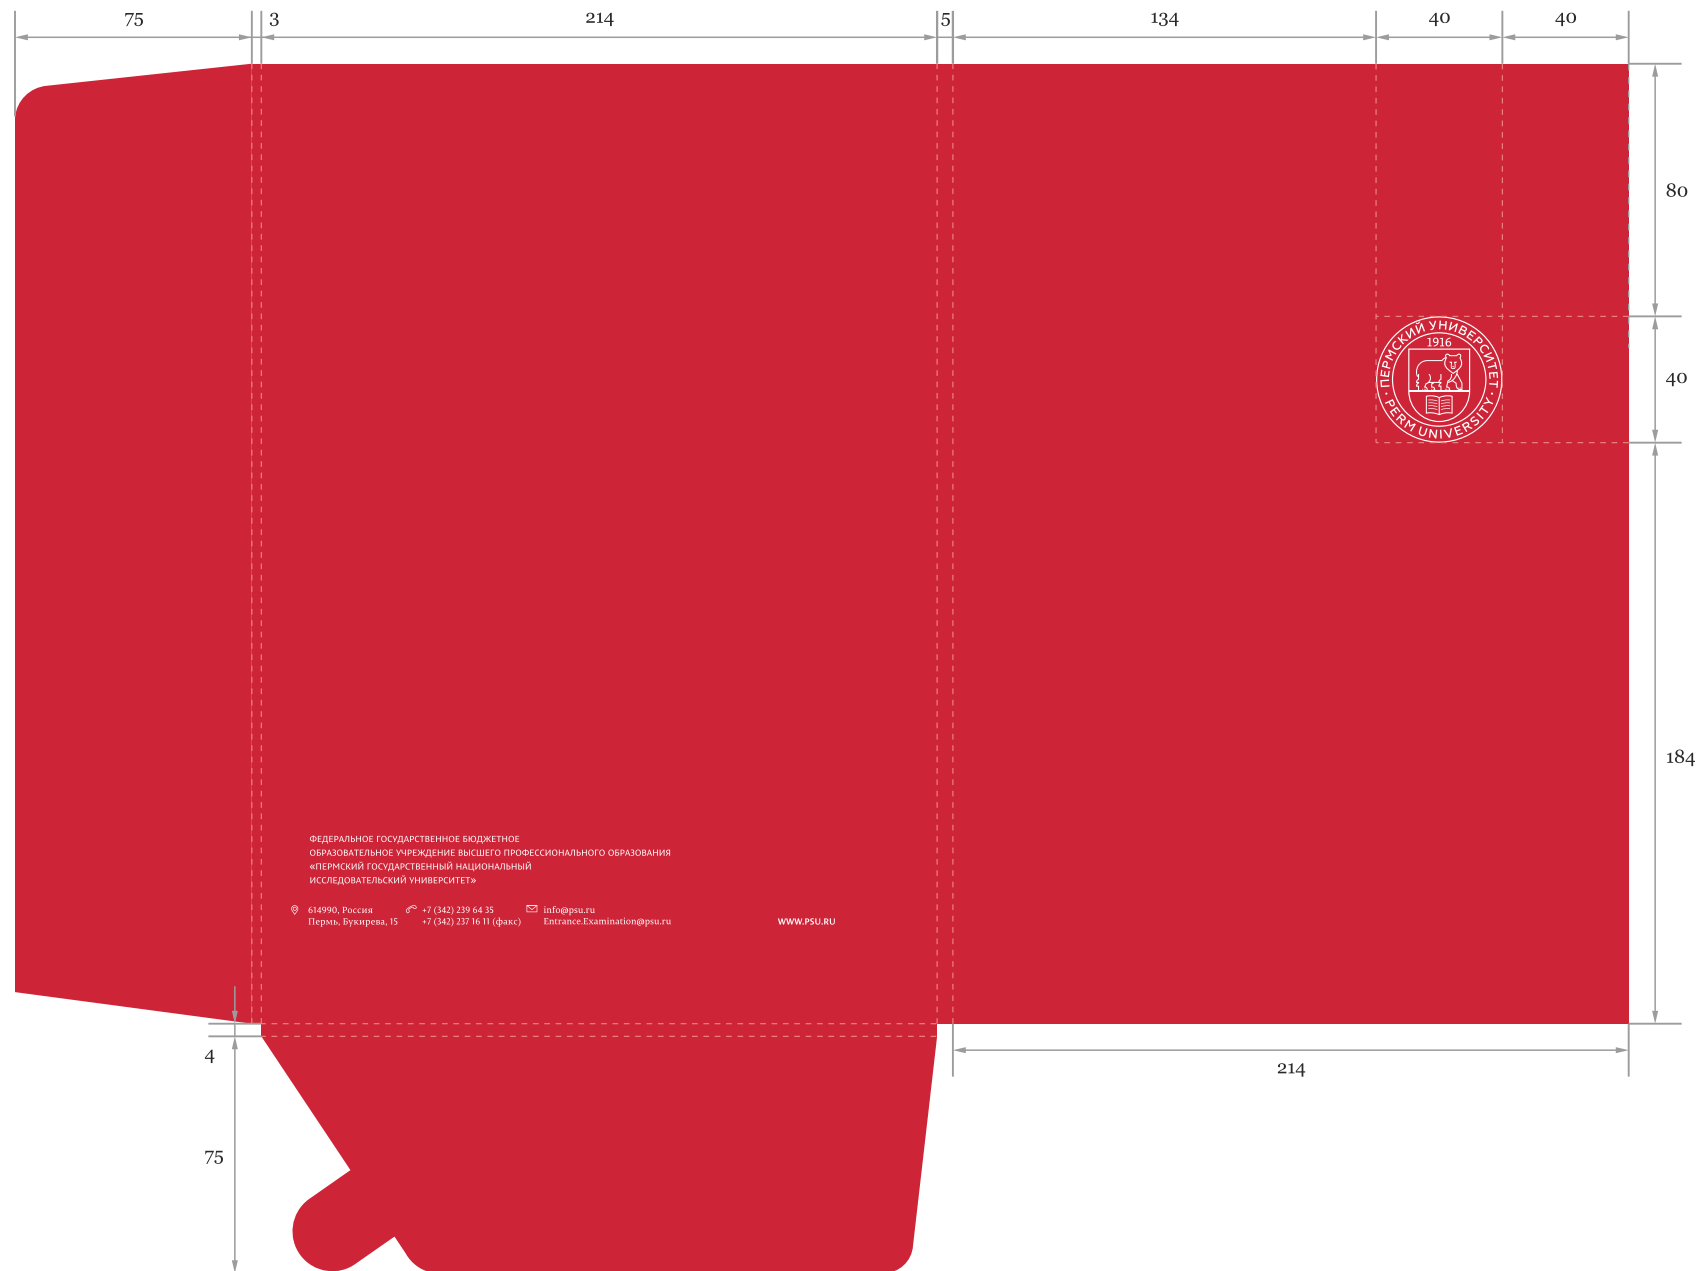 75
3
214
5
134
40
40
80
ПЕРМСКИЙ УНИВЕРСИТЕТ
1916
PERM UNIVERSITY
40
184
ФЕДЕРАЛЬНОЕ ГОСУДАРСТВЕННОЕ БЮДЖЕТНОЕ
ОБРАЗОВАТЕЛЬНОЕ УЧРЕЖДЕНИЕ ВЫСШЕГО ПРОФЕССИОНАЛЬНОГО ОБРАЗОВАНИЯ
«ПЕРМСКИЙ ГОСУДАРСТВЕННЫЙ НАЦИОНАЛЬНЫЙ
ИССЛЕДОВАТЕЛЬСКИЙ УНИВЕРСИТЕТ»
614990, Россия
Пермь, Букирева, 15
+7 (342) 239 64 35
+7 (342) 237 16 11 (факс)
info@psu.ru
Entrance.Examination@psu.ru
WWW.PSU.RU
4
214
75